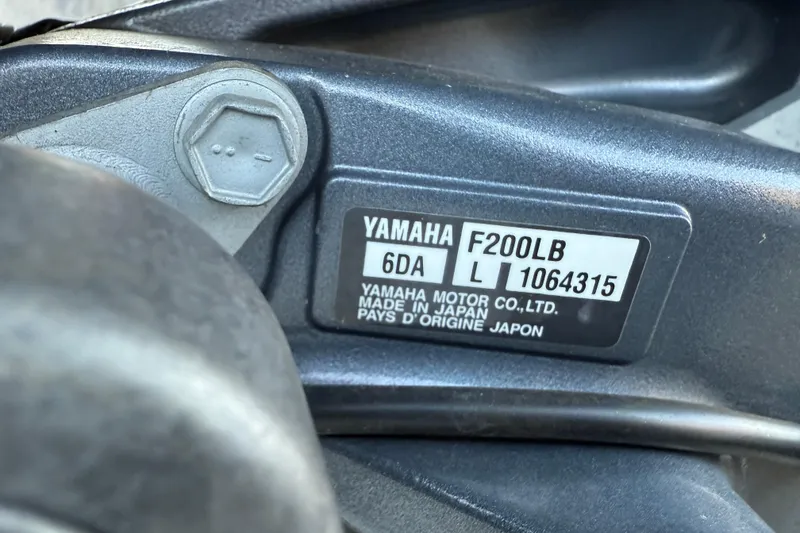 YAMAHA F200LB
6DA L 1064315
YAMAHA MOTOR CO.,LTD.
MADE IN JAPAN
PAYS D'ORIGINE JAPON